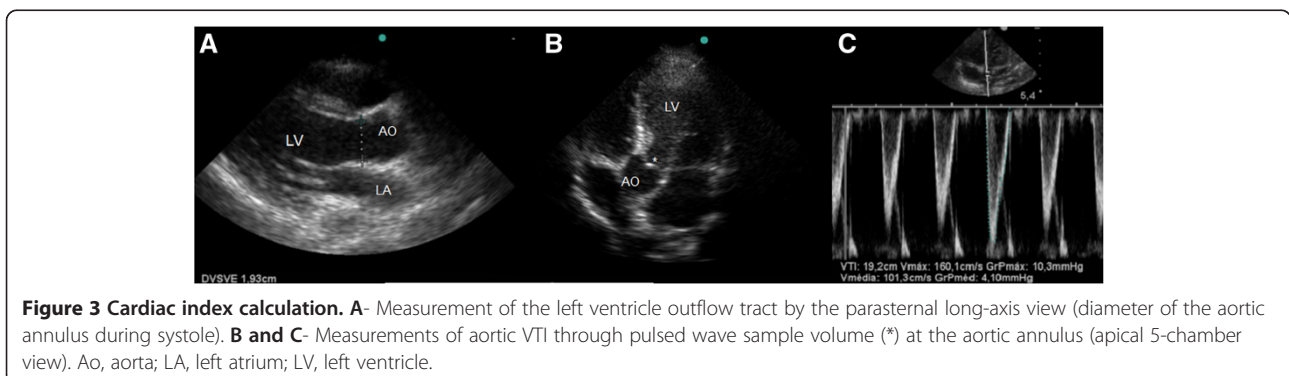 A
B
C
LV
AO
LA
DVSVE 1,93cm
LV
*
AO
5,4
VTI: 19,2cm Vmáx: 160,1cm/s GrPmáx: 10,3mmHg
Vmédia: 101,3cm/s GrPméd: 4,10mmHg
Figure 3 Cardiac index calculation. A- Measurement of the left ventricle outflow tract by the parasternal long-axis view (diameter of the aortic
annulus during systole). B and C- Measurements of aortic VTI through pulsed wave sample volume (*) at the aortic annulus (apical 5-chamber
view). Ao, aorta; LA, left atrium; LV, left ventricle.